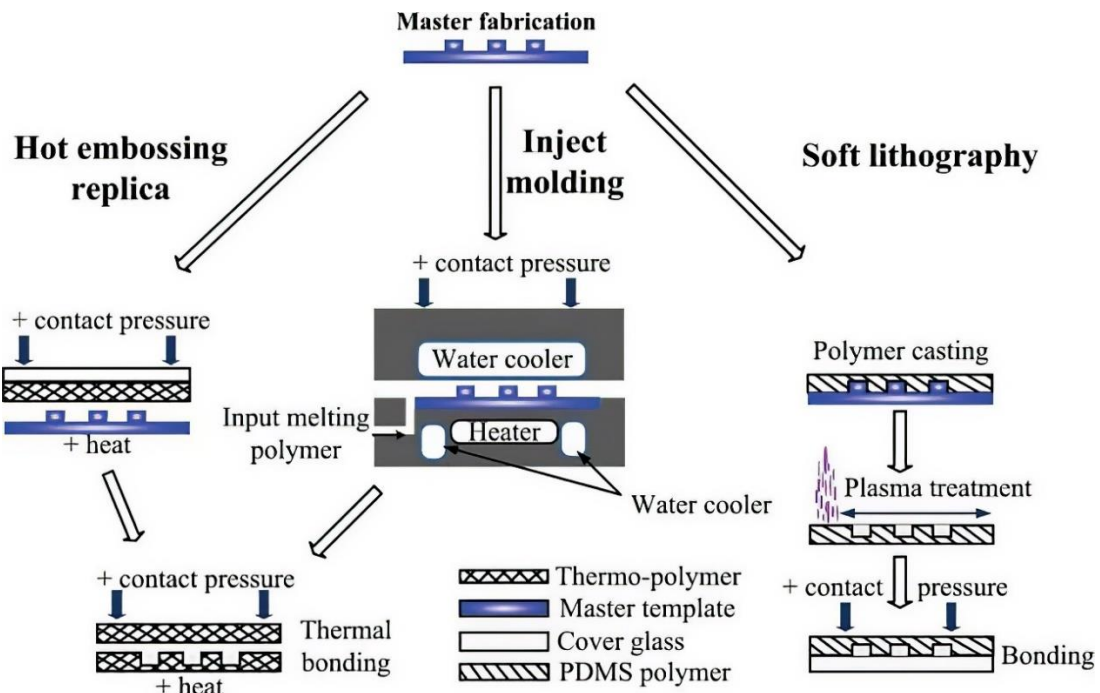 Master fabrication
Hot embossing
replica
Inject
molding
Soft lithography
+ contact pressure
+ contact pressure
Water cooler
Polymer casting
Input melting
polymer
Heater
+ heat
Water cooler
Plasma treatment
+ contact pressure
Thermal
bonding
+ heat
Thermo-polymer
Master template
Cover glass
PDMS polymer
+ contact pressure
Bonding